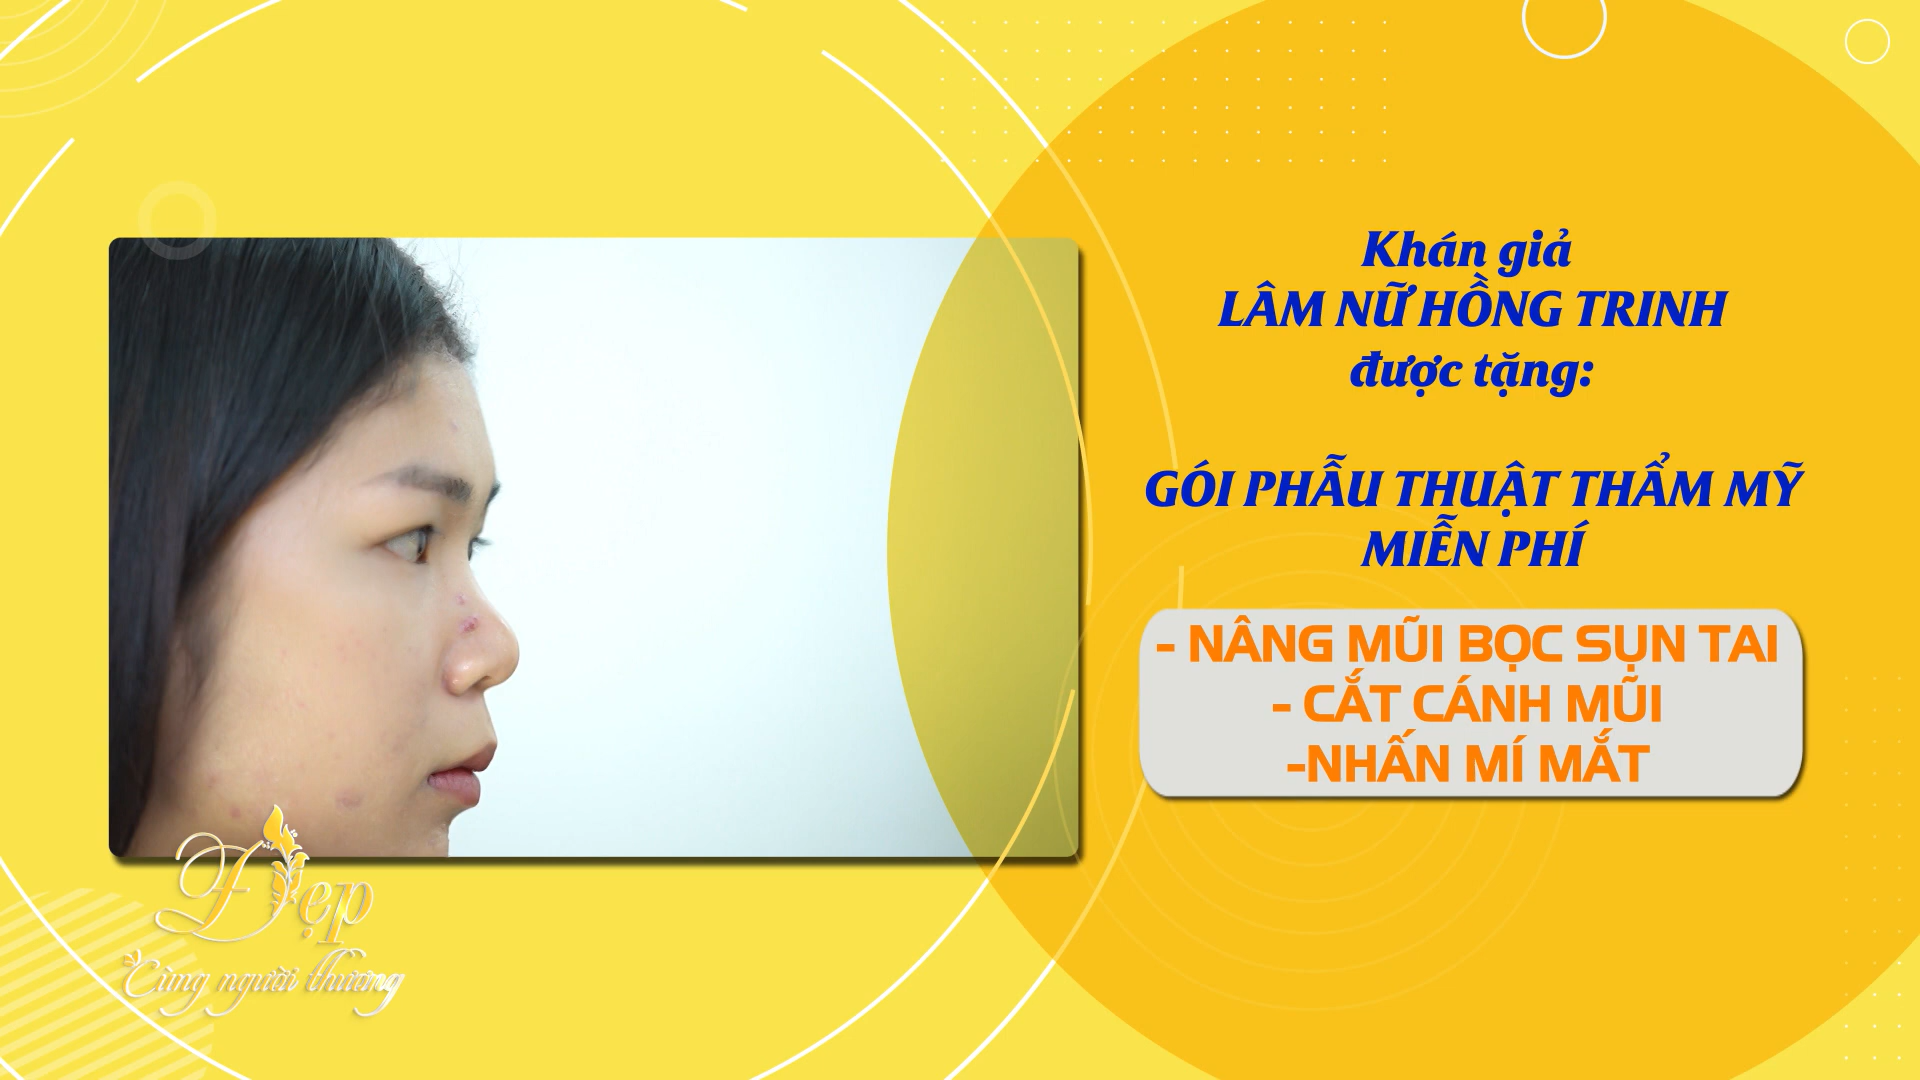 Khán giả
LÂM NỮ HỒNG TRINH
được tặng:
GÓI PHẪU THUẬT THẨM MỸ
MIỄN PHÍ
- NÂNG MŨI BỌC SỤN TAI
- CẮT CÁNH MŨI
-NHẤN MÍ MẮT
Đẹp
Cùng người thương